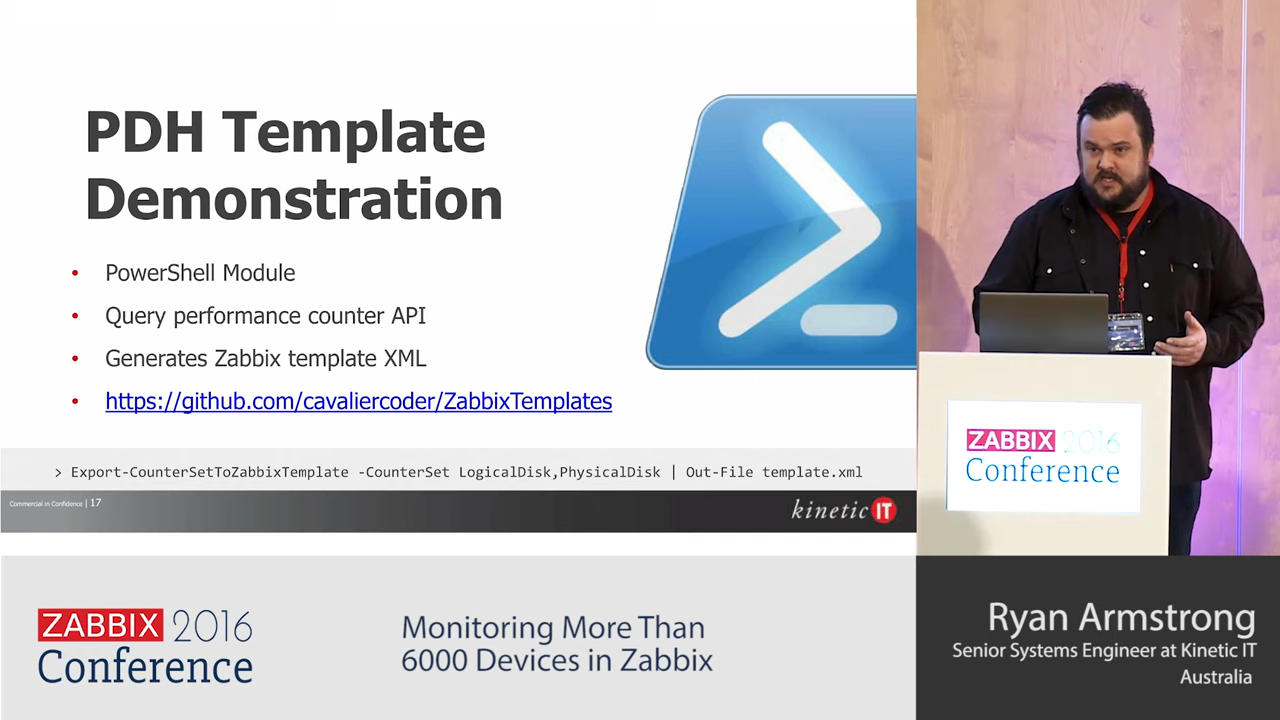 PDH Template
Demonstration
• PowerShell Module
• Query performance counter API
• Generates Zabbix template XML
• https://github.com/cavaliercoder/ZabbixTemplates
> Export-CounterSetToZabbixTemplate -CounterSet LogicalDisk,PhysicalDisk | Out-File template.xml
Commercial in Confidence | 17
kinetic IT
ZABBIX 2016
Conference
ZABBIX 2016
Conference
Monitoring More Than
6000 Devices in Zabbix
Ryan Armstrong
Senior Systems Engineer at Kinetic IT
Australia